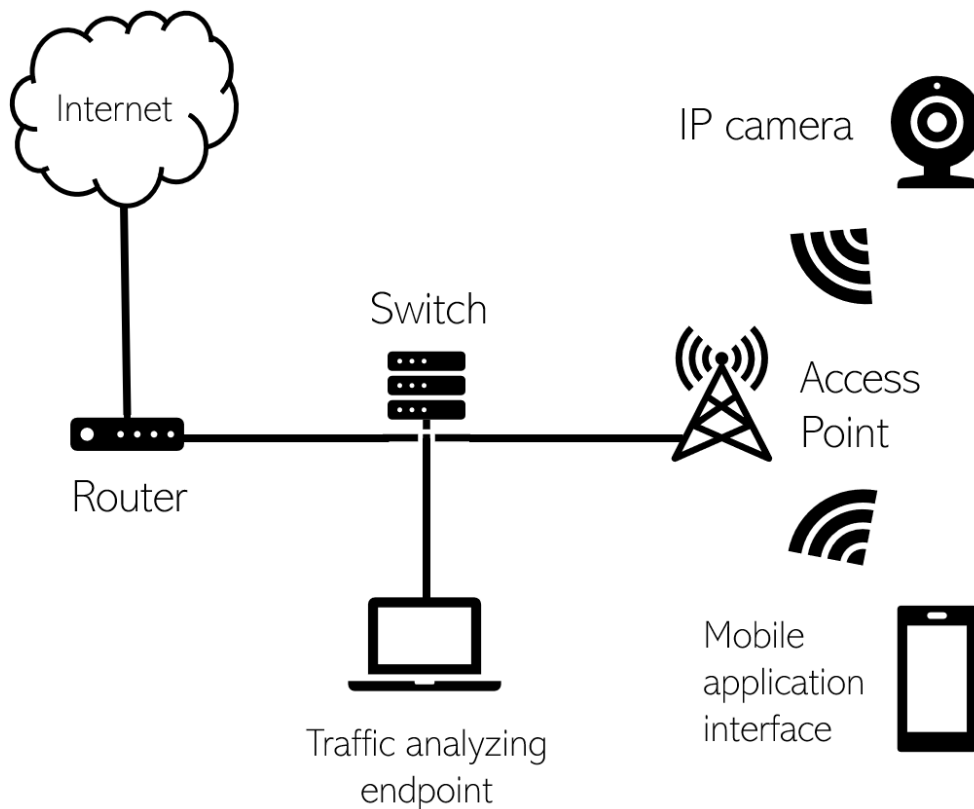 Internet
IP camera
Switch
Access
Point
Router
Mobile
application
interface
Traffic analyzing
endpoint